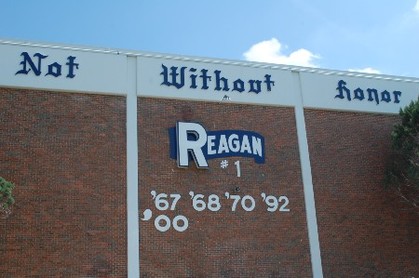 Not Without Honor
REAGAN
#1
'67 '68 '70 '92
'00